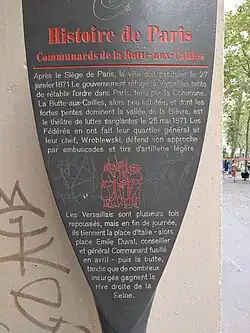 Histoire de Paris
Communards de la Butte-aux-Cailles
Après le Siège de Paris, la ville doit capituler le 27
janvier 1871. Le gouvernement réfugié à Versailles tente
de rétablir l'ordre dans Paris, tenu par la Commune.
La Butte-aux-Cailles, alors peu bâtie, et dont les
fortes pentes dominent la vallée de la Bièvre, est
le théâtre de luttes sanglantes le 25 mai 1871. Les
Fédérés en ont fait leur quartier général et
leur chef, Wroblewski, défend son approche
par embuscades et tirs d'artillerie légère.
Les Versaillais sont plusieurs fois
repoussés, mais en fin de journée,
ils tiennent la place d'Italie - alors
place Emile Duval, conseiller
et général Communard fusillé
en avril - puis la butte,
tandis que de nombreux
insurgés gagnent la
rive droite de la
Seine.